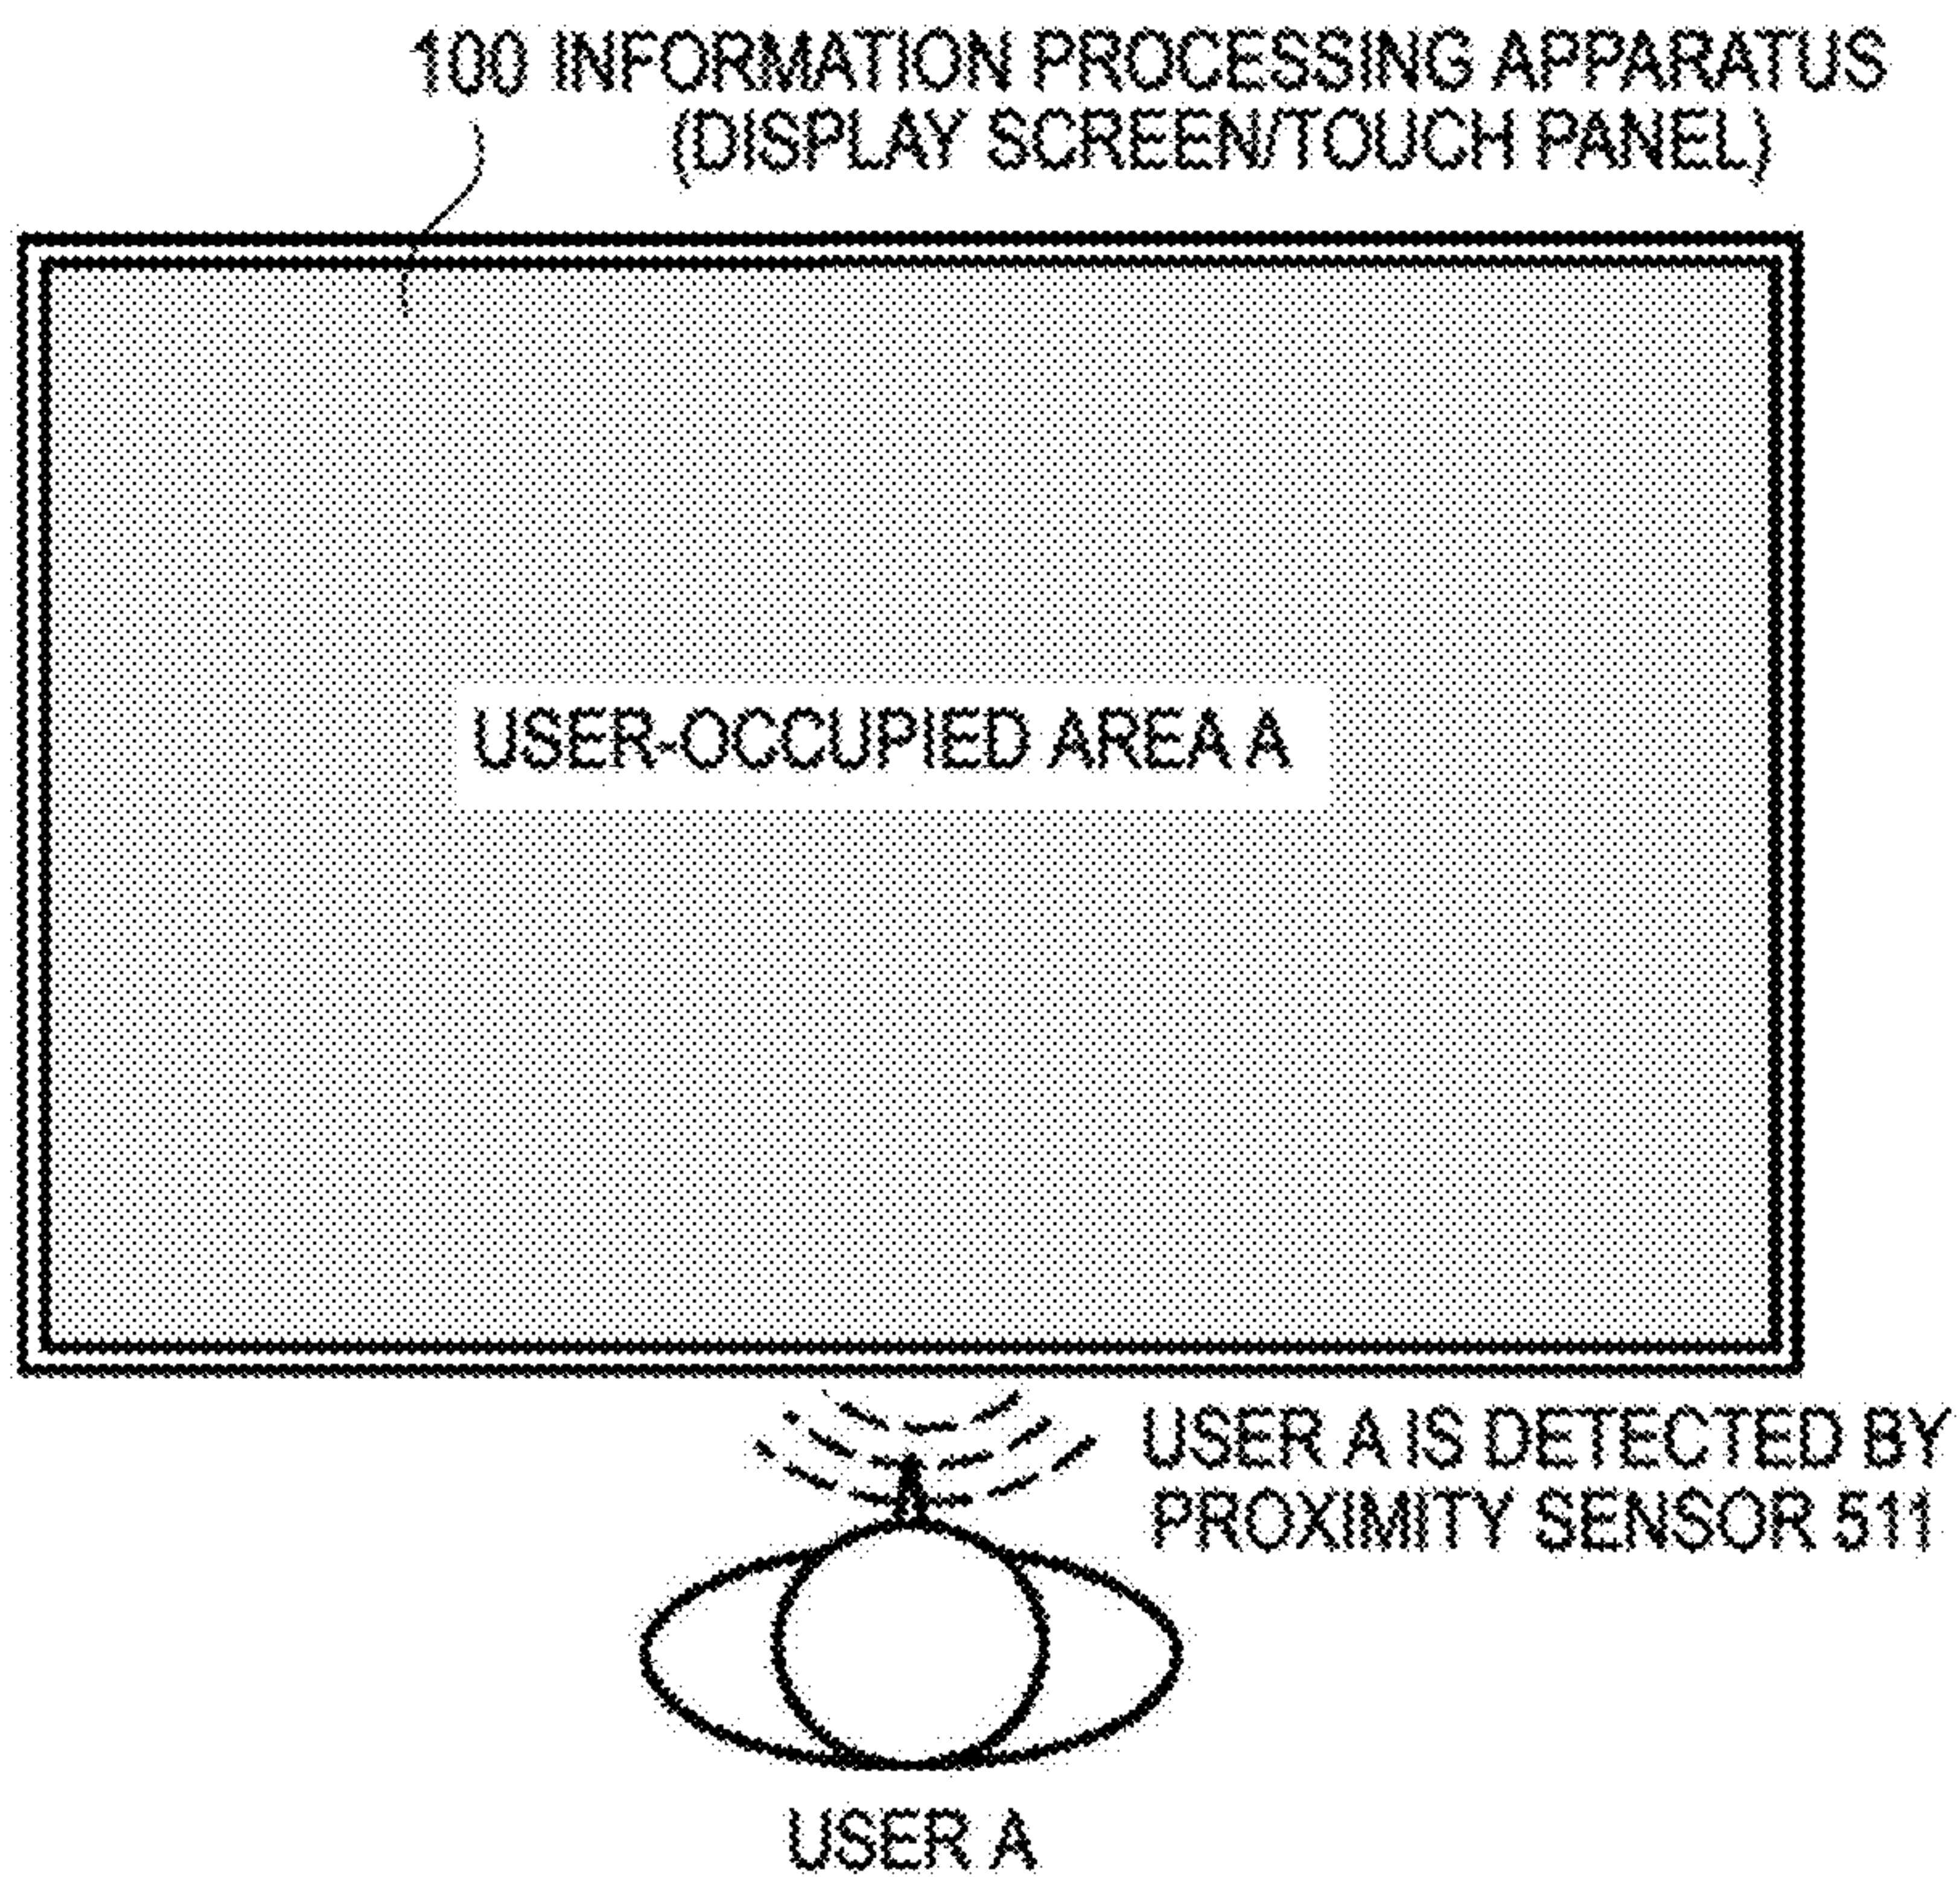 100 INFORMATION PROCESSING APPARATUS
(DISPLAY SCREEN/TOUCH PANEL)
USER-OCCUPIED AREA A
USER A IS DETECTED BY
PROXIMITY SENSOR 511
USER A